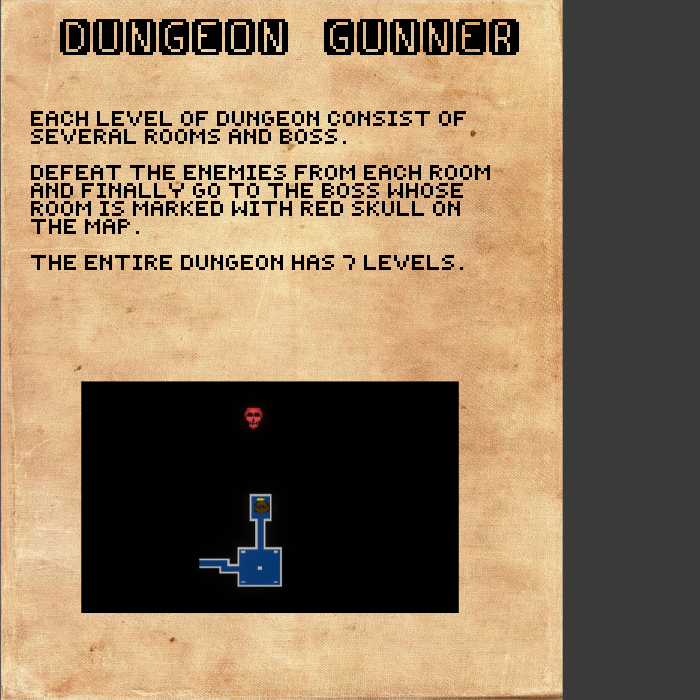 DUNGEON GUNNER
EACH LEVEL OF DUNGEON CONSIST OF
SEVERAL ROOMS AND BOSS.
DEFEAT THE ENEMIES FROM EACH ROOM
AND FINALLY GO TO THE BOSS WHOSE
ROOM IS MARKED WITH RED SKULL ON
THE MAP.
THE ENTIRE DUNGEON HAS 7 LEVELS.